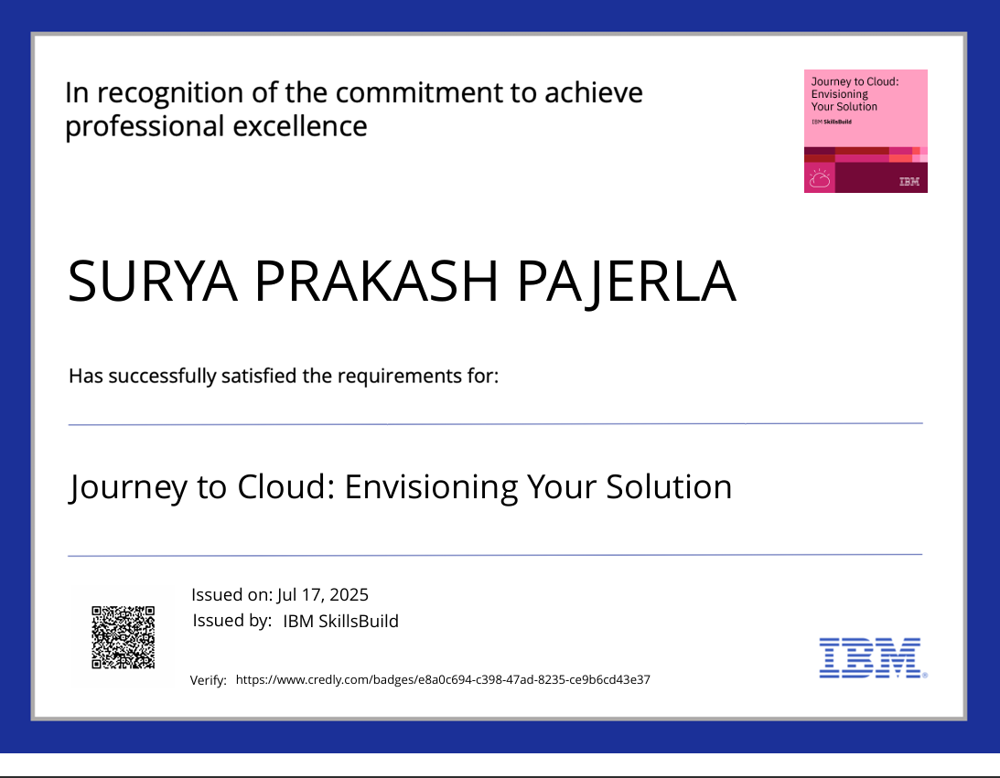 In recognition of the commitment to achieve
professional excellence
Journey to Cloud:
Envisioning
Your Solution
IBM SkillsBuild
IBM
SURYA PRAKASH PAJERLA
Has successfully satisfied the requirements for:
Journey to Cloud: Envisioning Your Solution
Issued on: Jul 17, 2025
Issued by: IBM SkillsBuild
Verify: https://www.credly.com/badges/e8a0c694-c398-47ad-8235-ce9b6cd43e37
IBM®